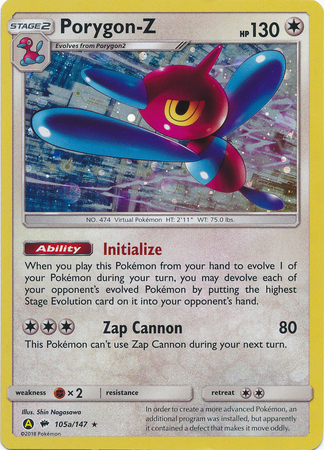 STAGE2 Porygon-Z HP 130
Evolves from Porygon2
NO. 474 Virtual Pokémon HT: 2'11" WT: 75.0 lbs.
Ability Initialize
When you play this Pokémon from your hand to evolve 1 of
your Pokémon during your turn, you may devolve each of
your opponent's evolved Pokémon by putting the highest
Stage Evolution card on it into your opponent's hand.
Zap Cannon 80
This Pokémon can't use Zap Cannon during your next turn.
weakness × 2 resistance retreat
Illus. Shin Nagasawa
In order to create a more advanced Pokémon, an
additional program was installed, but apparently
it contained a defect that makes it move oddly.
A 105a/147 ★
©2018 Pokémon